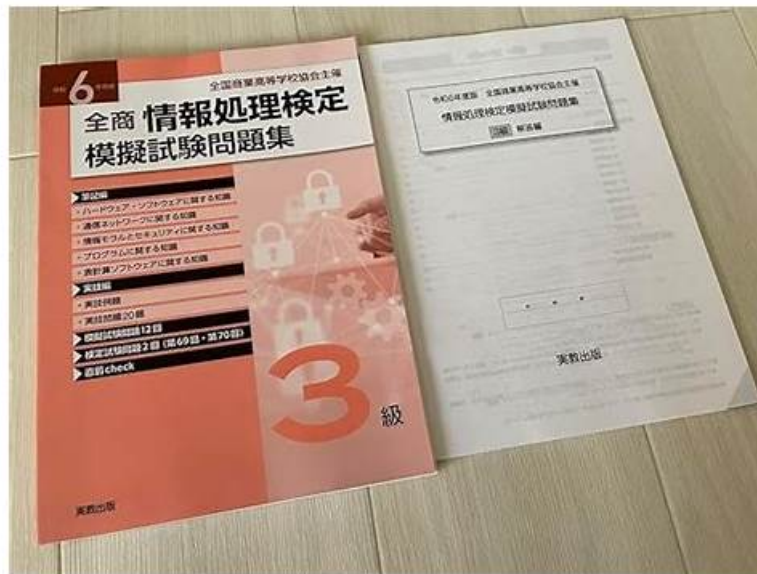 令和6年度版
全国商業高等学校協会主催
全商 情報処理検定
模擬試験問題集
筆記編
・ハードウェア・ソフトウェアに関する知識
・通信ネットワークに関する知識
・情報モラルとセキュリティに関する知識
・プログラムに関する知識
・表計算ソフトウェアに関する知識
実技編
・実技例題
・実技問題20題
模擬試験問題12回
検定試験問題2回(第69回・第70回)
直前check
3級
実教出版
令和6年度版 全国商業高等学校協会主催
情報処理検定模擬試験問題集
3級 解答編
実教出版